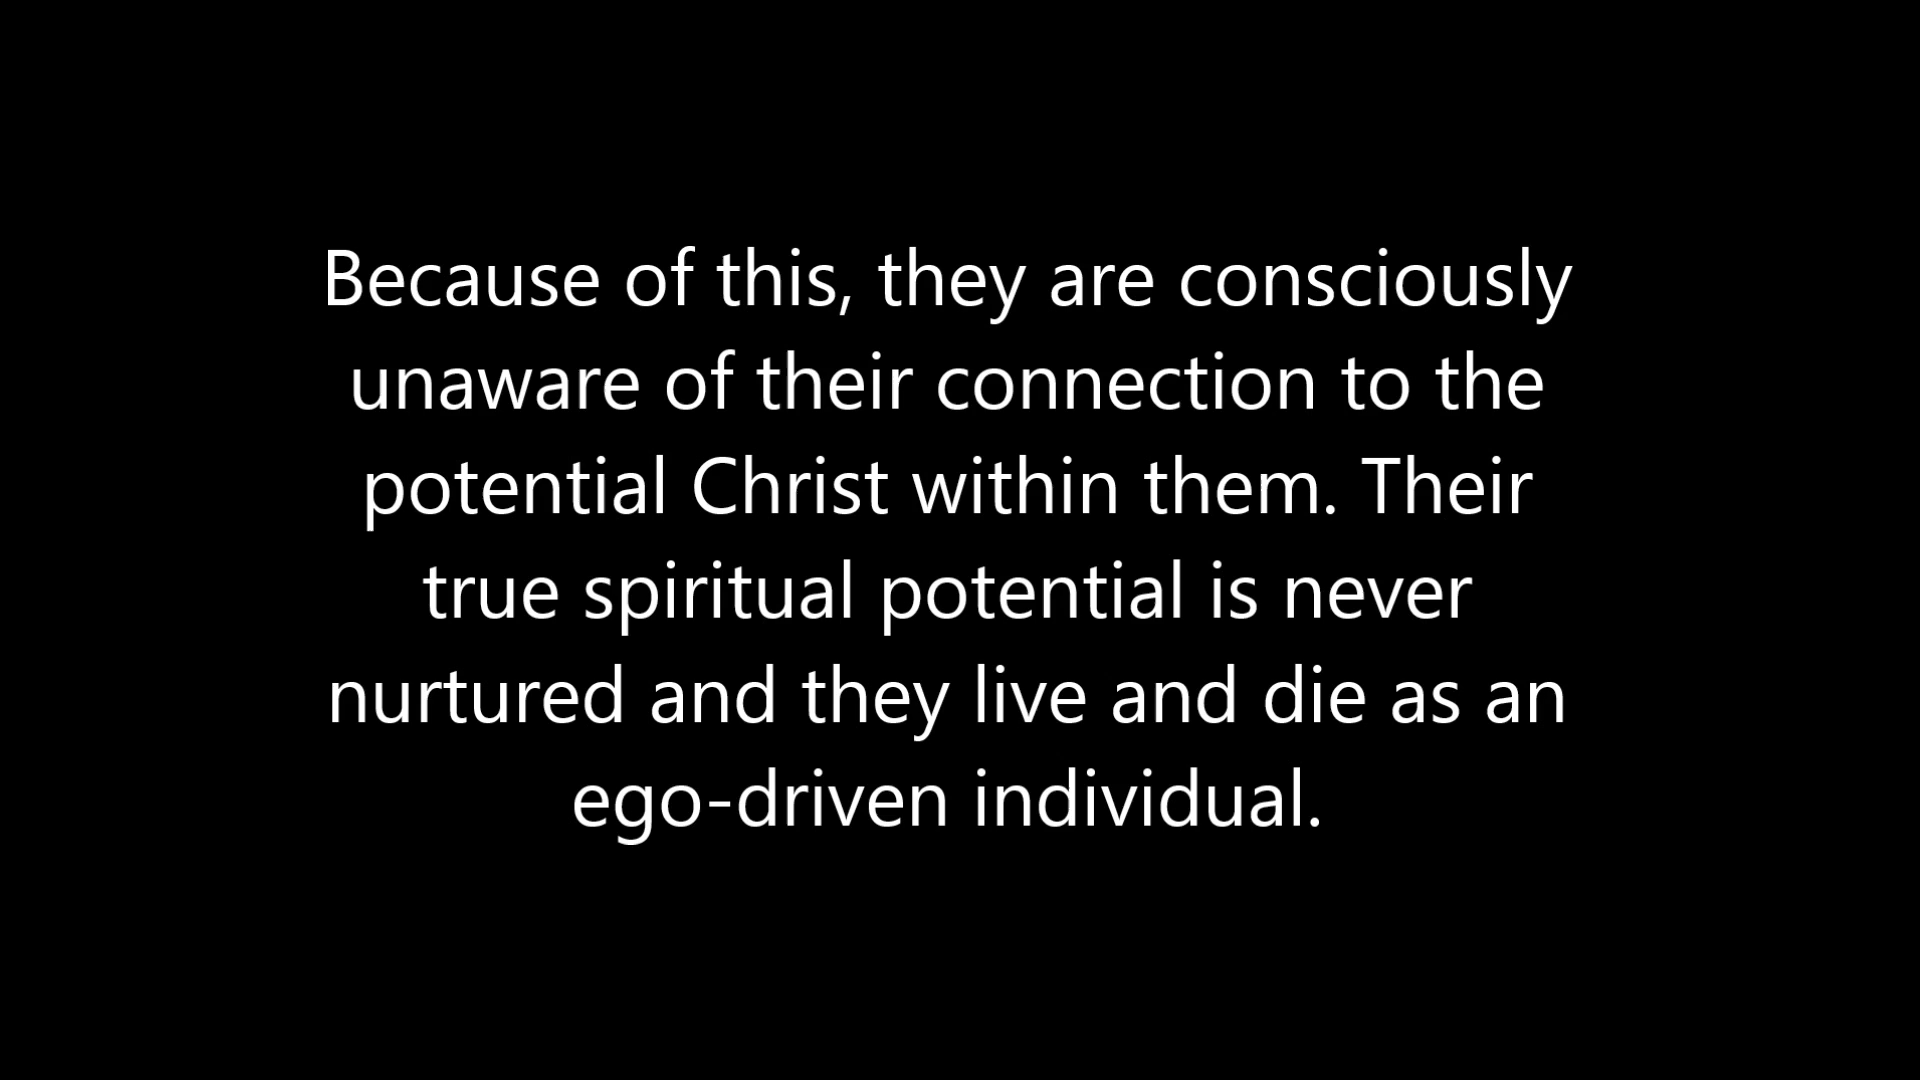 Because of this, they are consciously
unaware of their connection to the
potential Christ within them. Their
true spiritual potential is never
nurtured and they live and die as an
ego-driven individual.